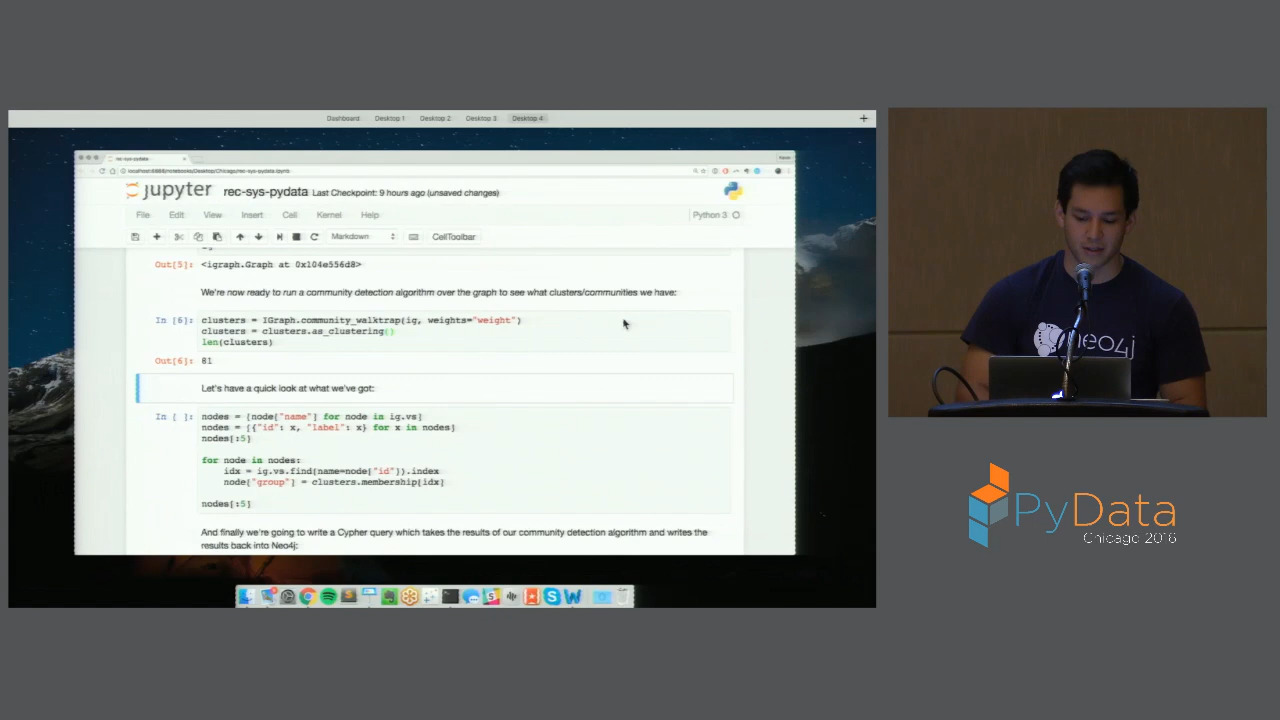 Dashboard Desktop 1 Desktop 2 Desktop 3 Desktop 4
rec-sys-pydata
jupyter rec-sys-pydata Last Checkpoint: 9 hours ago (unsaved changes)
File Edit View Insert Cell Kernel Help Python 3
Markdown CellToolbar
Out[5]: <igraph.Graph at 0x104e556d8>
We're now ready to run a community detection algorithm over the graph to see what clusters/communities we have:
In [6]: clusters = IGraph.community_walktrap(ig, weights="weight")
clusters = clusters.as_clustering()
len(clusters)
Out[6]: 81
Let's have a quick look at what we've got:
In [ ]: nodes = [node["name"] for node in ig.vs]
nodes = [{"id": x, "label": x} for x in nodes]
nodes[:5]
for node in nodes:
idx = ig.vs.find(name=node["id"]).index
node["group"] = clusters.membership[idx]
nodes[:5]
And finally we're going to write a Cypher query which takes the results of our community detection algorithm and writes the
results back into Neo4j:
neo4j
PyData
Chicago 2016